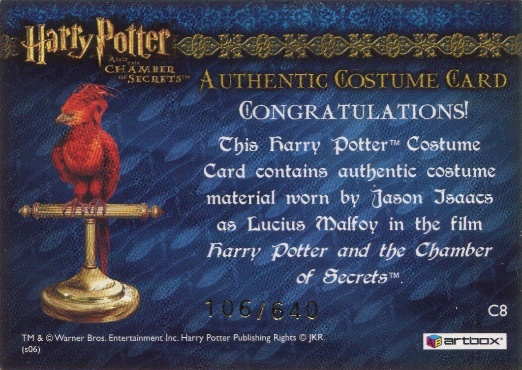 Harry Potter
AND THE
CHAMBER
OF SECRETS™
AUTHENTIC COSTUME CARD
CONGRATULATIONS!
This Harry Potter™ Costume
Card contains authentic costume
material worn by Jason Isaacs
as Lucius Malfoy in the film
Harry Potter and the Chamber
of Secrets™.
106/640
C8
TM & © Warner Bros. Entertainment Inc. Harry Potter Publishing Rights © JKR.
(s06)
artbox